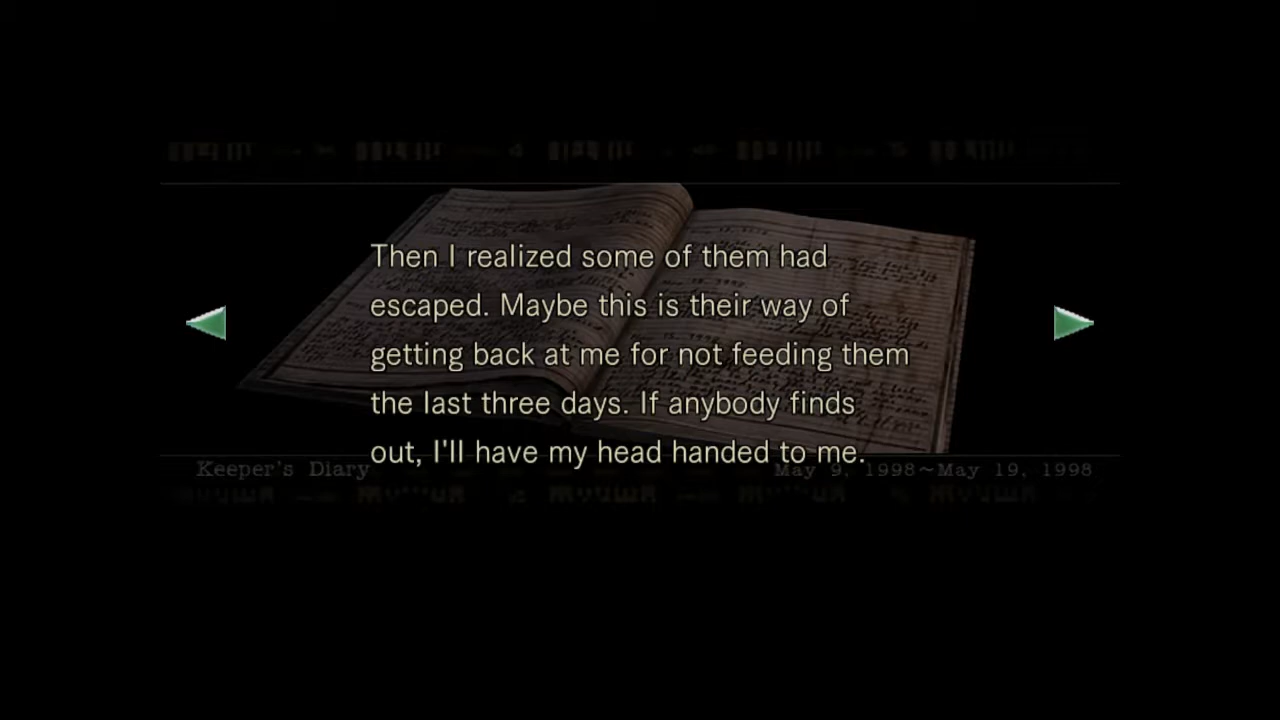 Then I realized some of them had
escaped. Maybe this is their way of
getting back at me for not feeding them
the last three days. If anybody finds
out, I'll have my head handed to me.
Keeper's Diary
May 9, 1998~May 19, 1998